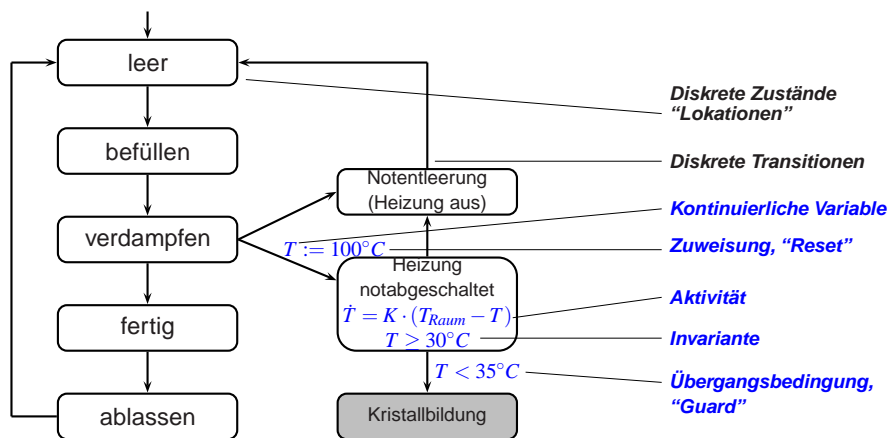 leer
befüllen
verdampfen
fertig
ablassen
Notentleerung
(Heizung aus)
T := 100°C
Heizung
notabgeschaltet
Ṫ = K · (T_Raum − T)
T ≥ 30°C
T < 35°C
Kristallbildung
Diskrete Zustände
“Lokationen”
Diskrete Transitionen
Kontinuierliche Variable
Zuweisung, “Reset”
Aktivität
Invariante
Übergangsbedingung,
“Guard”